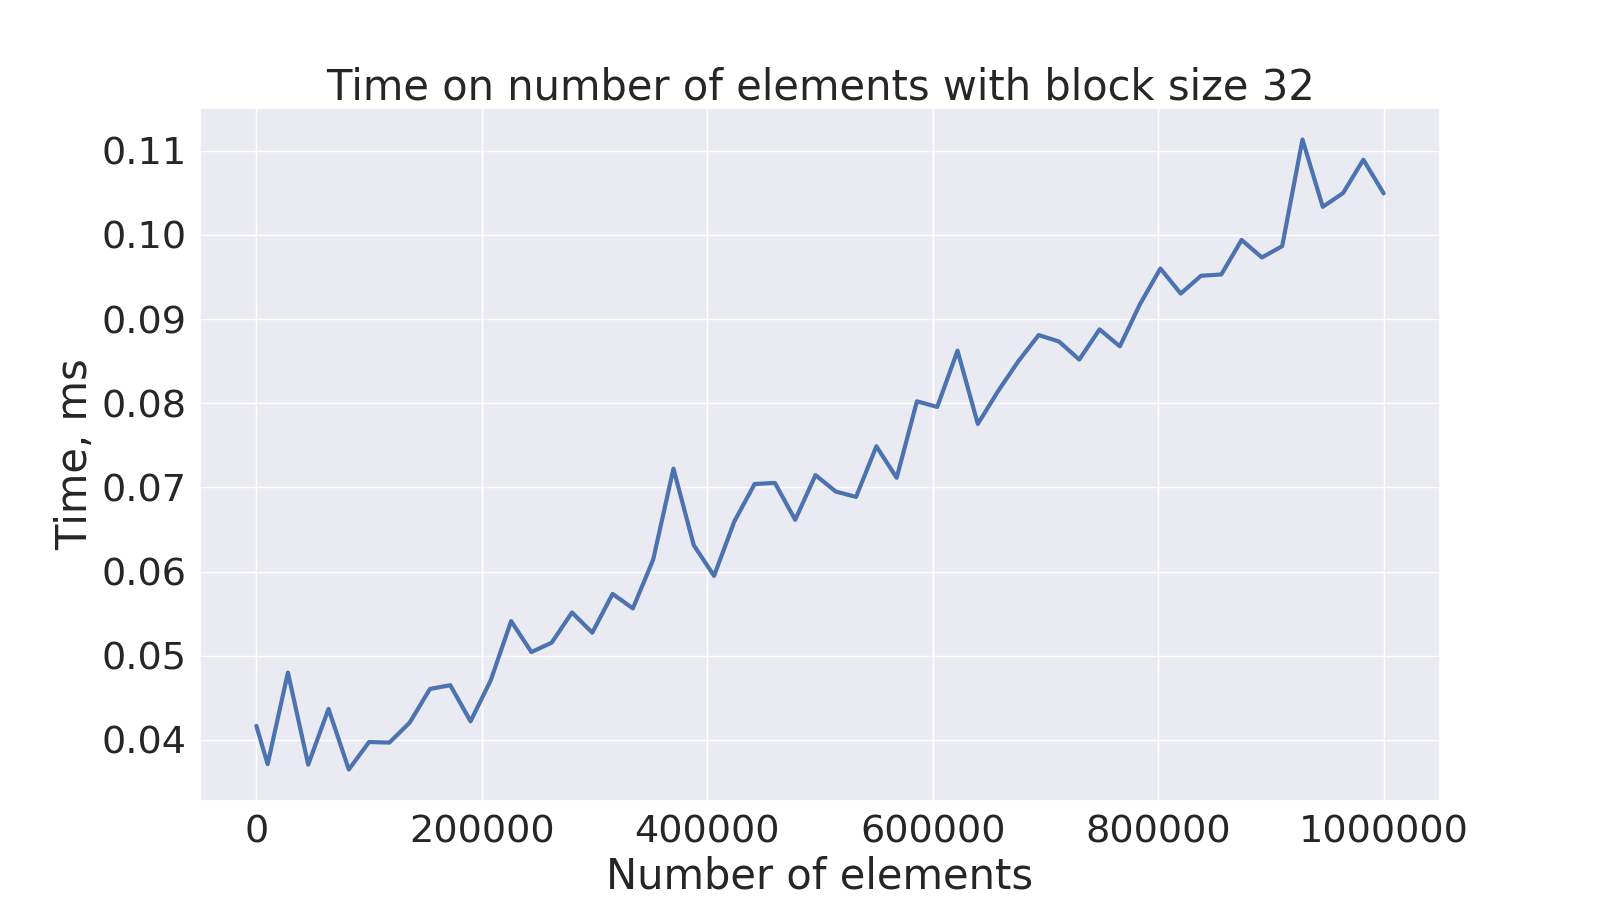 Time on number of elements with block size 32
0.11
0.10
0.09
0.08
0.07
0.06
0.05
0.04
Time, ms
0 200000 400000 600000 800000 1000000
Number of elements